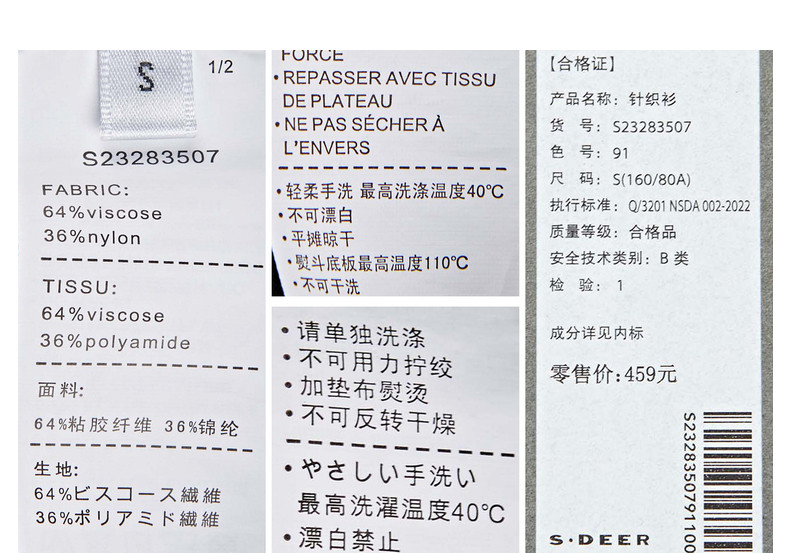 S
1/2
S23283507
FABRIC:
64%viscose
36%nylon
TISSU:
64%viscose
36%polyamide
面料:
64%粘胶纤维 36%锦纶
生地:
64%ビスコース繊維
36%ポリアミド繊維
FORCE
•REPASSER AVEC TISSU
DE PLATEAU
•NE PAS SÉCHER À
L'ENVERS
•轻柔手洗 最高洗涤温度40℃
•不可漂白
•平摊晾干
•熨斗底板最高温度110℃
•不可干洗
•请单独洗涤
•不可用力拧绞
•加垫布熨烫
•不可反转干燥
•やさしい手洗い
最高洗濯温度40℃
•漂白禁止
【合格证】
产品名称: 针织衫
货 号: S23283507
色 号: 91
尺 码: S(160/80A)
执行标准: Q/3201 NSDA 002-2022
质量等级: 合格品
安全技术类别: B 类
检 验: 1
成分详见内标
零售价:459元
S2328350791100
S·DEER